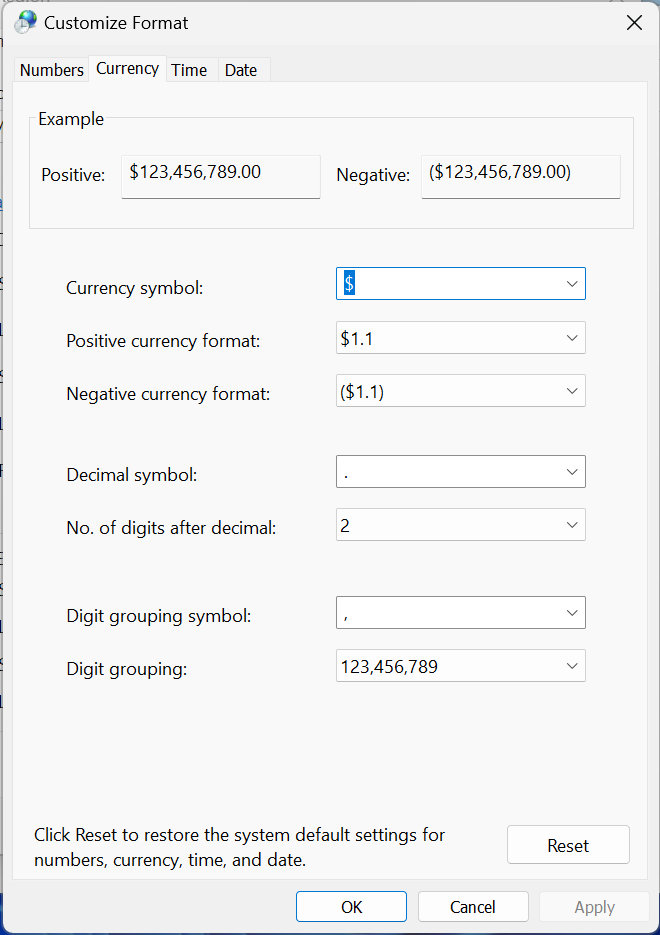 Customize Format
Numbers Currency Time Date
Example
Positive: $123,456,789.00 Negative: ($123,456,789.00)
Currency symbol: $
Positive currency format: $1.1
Negative currency format: ($1.1)
Decimal symbol: .
No. of digits after decimal: 2
Digit grouping symbol: ,
Digit grouping: 123,456,789
Click Reset to restore the system default settings for
numbers, currency, time, and date.
Reset
OK Cancel Apply